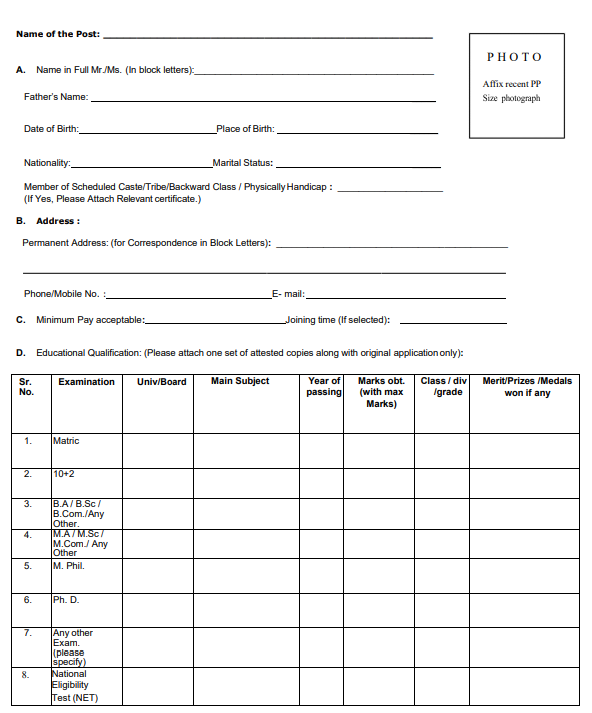 Name of the Post:
P H O T O
Affix recent PP
Size photograph
A. Name in Full Mr./Ms. (In block letters):
Father's Name:
Date of Birth: Place of Birth:
Nationality: Marital Status:
Member of Scheduled Caste/Tribe/Backward Class / Physically Handicap :
(If Yes, Please Attach Relevant certificate.)
B. Address :
Permanent Address: (for Correspondence in Block Letters):
Phone/Mobile No. : E- mail:
C. Minimum Pay acceptable: Joining time (If selected):
D. Educational Qualification: (Please attach one set of attested copies along with original application only):
Sr. No. Examination Univ/Board Main Subject Year of passing Marks obt. (with max Marks) Class / div /grade Merit/Prizes /Medals won if any
1. Matric
2. 10+2
3. B.A / B.Sc /
B.Com./Any
Other.
4. M.A / M.Sc /
M.Com./ Any
Other
5. M. Phil.
6. Ph. D.
7. Any other
Exam.
(please
specify)
8. National
Eligibility
Test (NET)